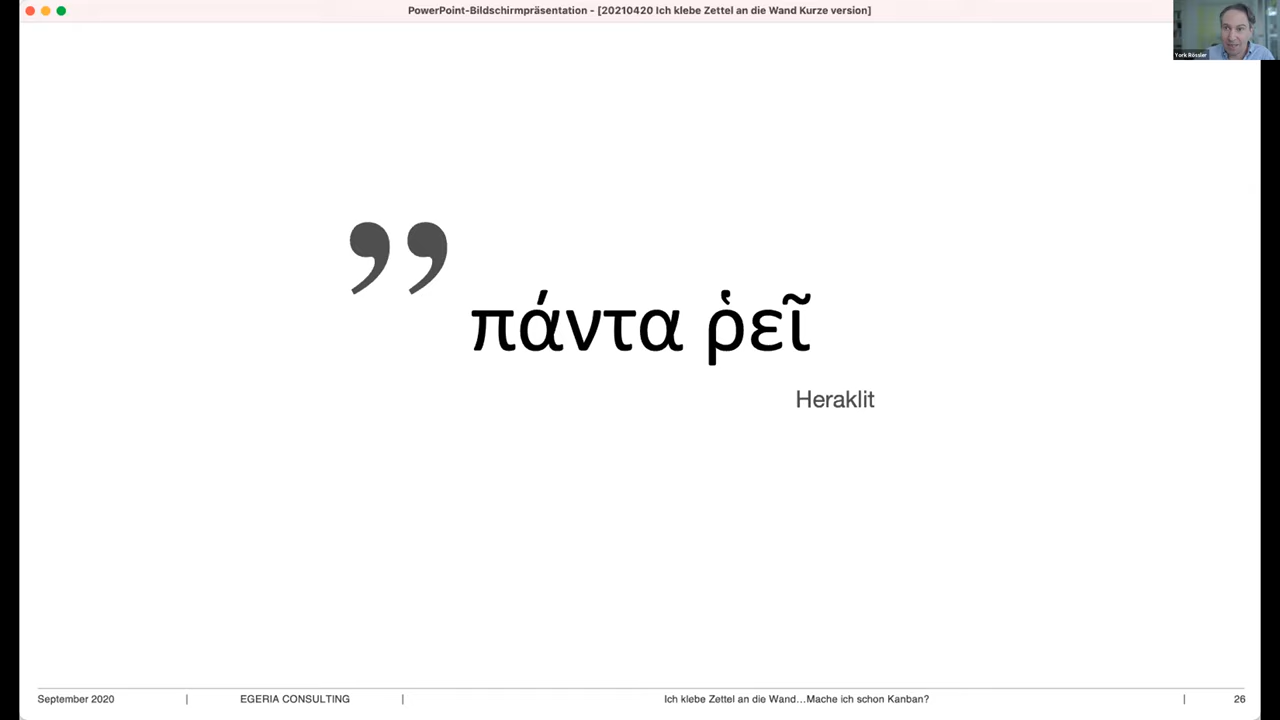 PowerPoint-Bildschirmpräsentation - [20210420 Ich klebe Zettel an die Wand Kurze version]
York Rössler
”
πάντα ῥεῖ
Heraklit
September 2020 | EGERIA CONSULTING | Ich klebe Zettel an die Wand...Mache ich schon Kanban? | 26